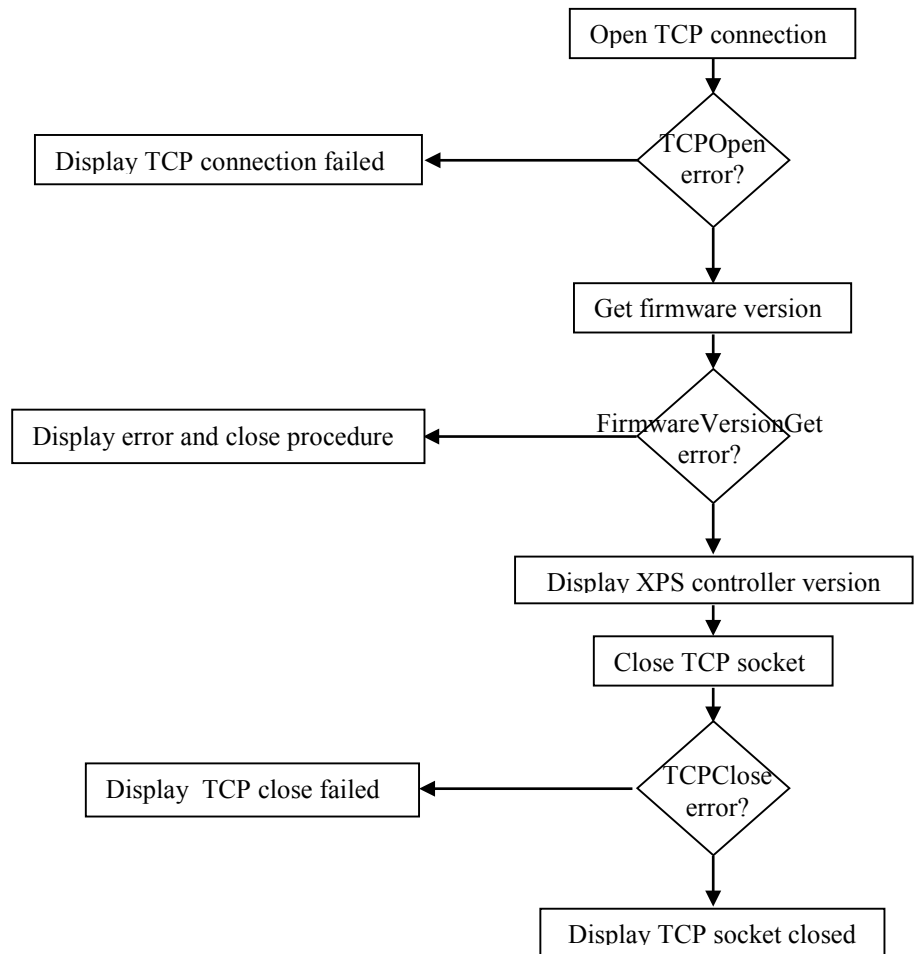 Open TCP connection
TCPOpen
error?
Display TCP connection failed
Get firmware version
FirmwareVersionGet
error?
Display error and close procedure
Display XPS controller version
Close TCP socket
TCPClose
error?
Display  TCP close failed
Display TCP socket closed